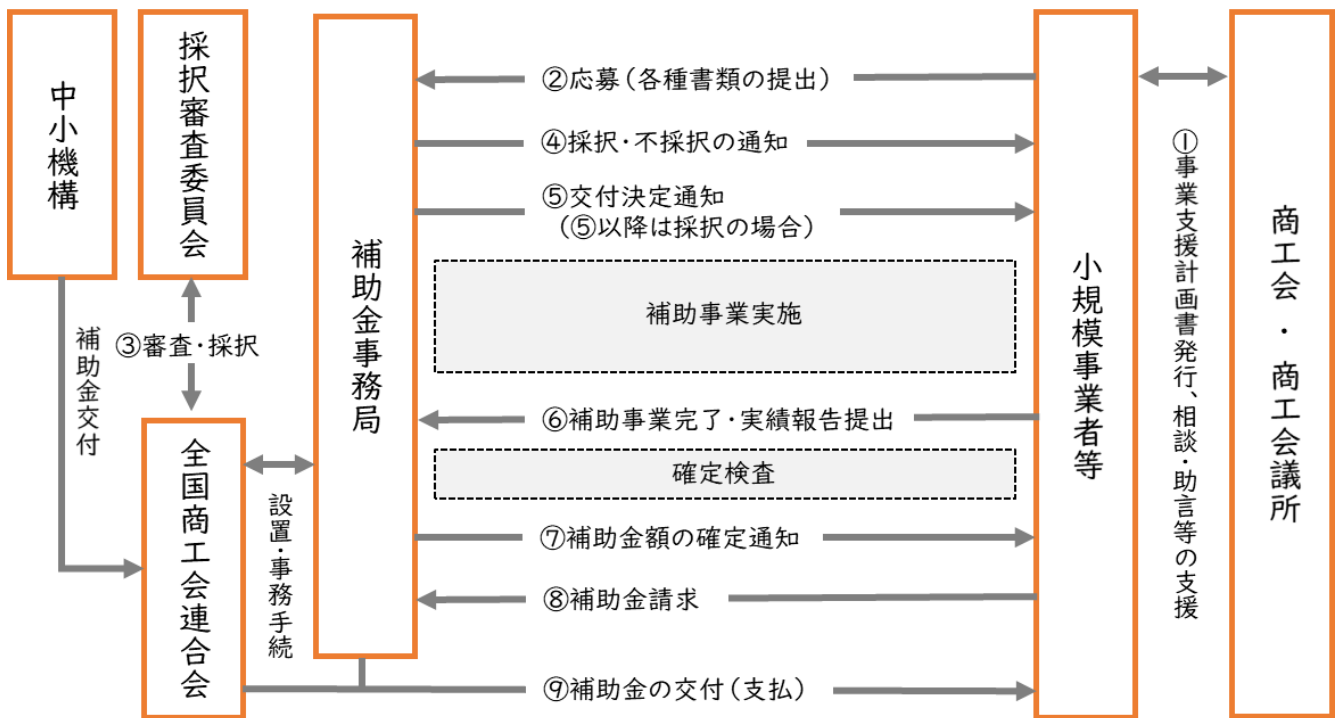 中小機構
採択審査委員会
補助金事務局
小規模事業者等
商工会・商工会議所
全国商工会連合会
①事業支援計画書発行、相談・助言等の支援
②応募(各種書類の提出)
③審査・採択
④採択・不採択の通知
⑤交付決定通知
(⑤以降は採択の場合)
補助事業実施
⑥補助事業完了・実績報告提出
確定検査
⑦補助金額の確定通知
⑧補助金請求
⑨補助金の交付(支払)
補助金交付
設置・事務手続